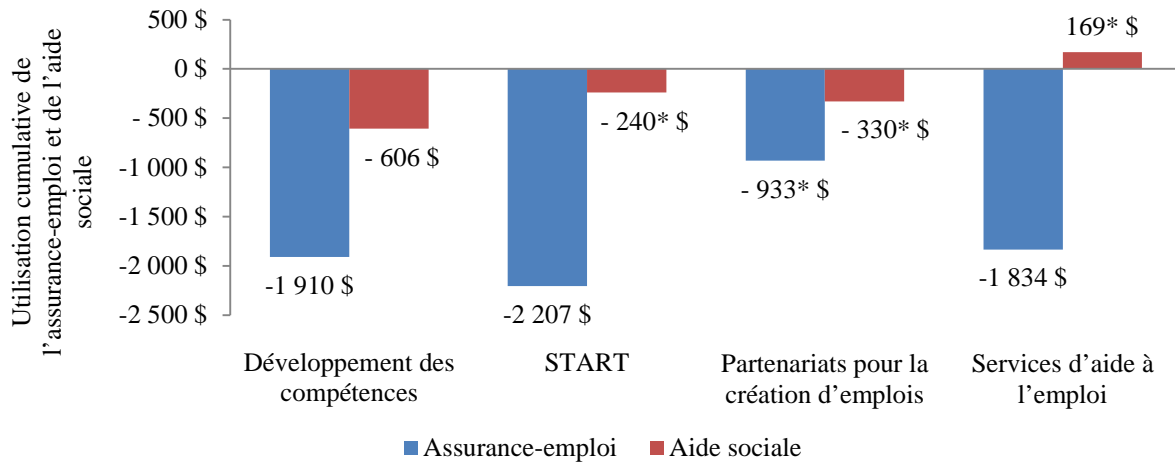 Utilisation cumulative de
l'assurance-emploi et de l'aide
sociale
500 $
0 $
- 500 $
-1 000 $
-1 500 $
-2 000 $
-2 500 $
169* $
- 240* $
- 330* $
- 606 $
- 933* $
-1 910 $
-2 207 $
-1 834 $
Développement des
compétences
START
Partenariats pour la
création d'emplois
Services d'aide à
l'emploi
Assurance-emploi
Aide sociale